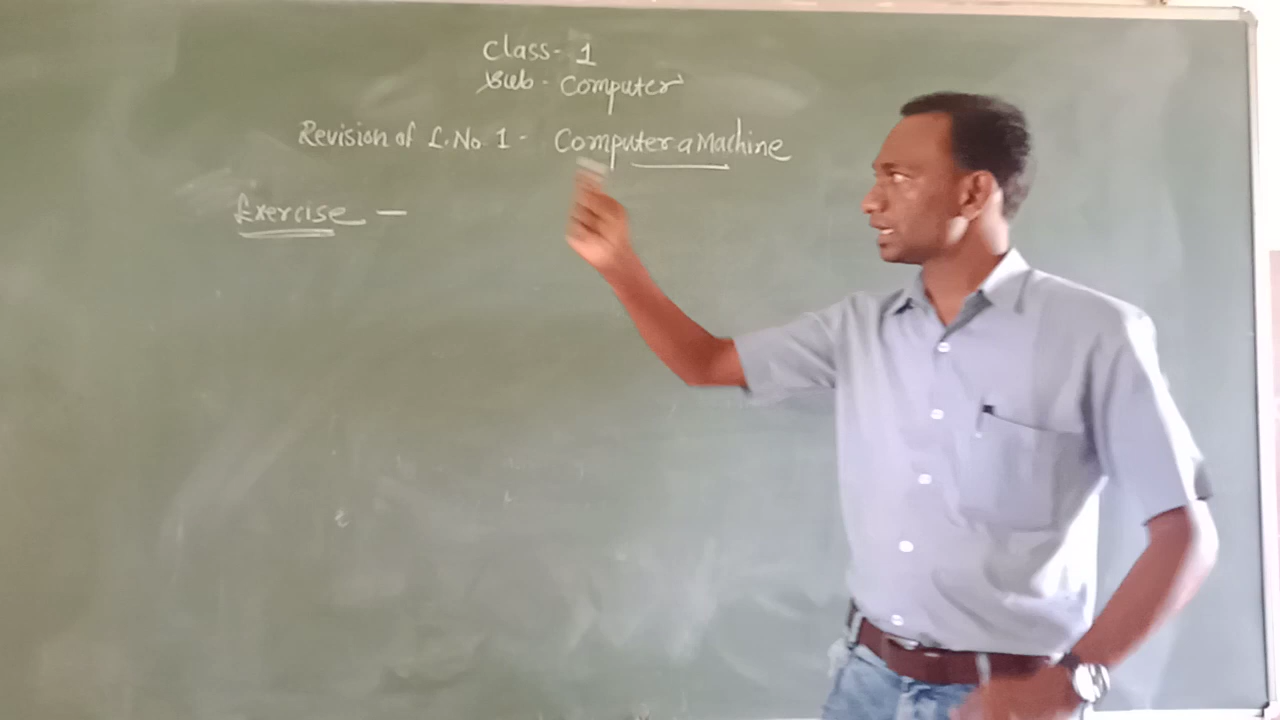 Class- 1
Sub - Computer
Revision of L.No 1 - Computer a Machine
Exercise —